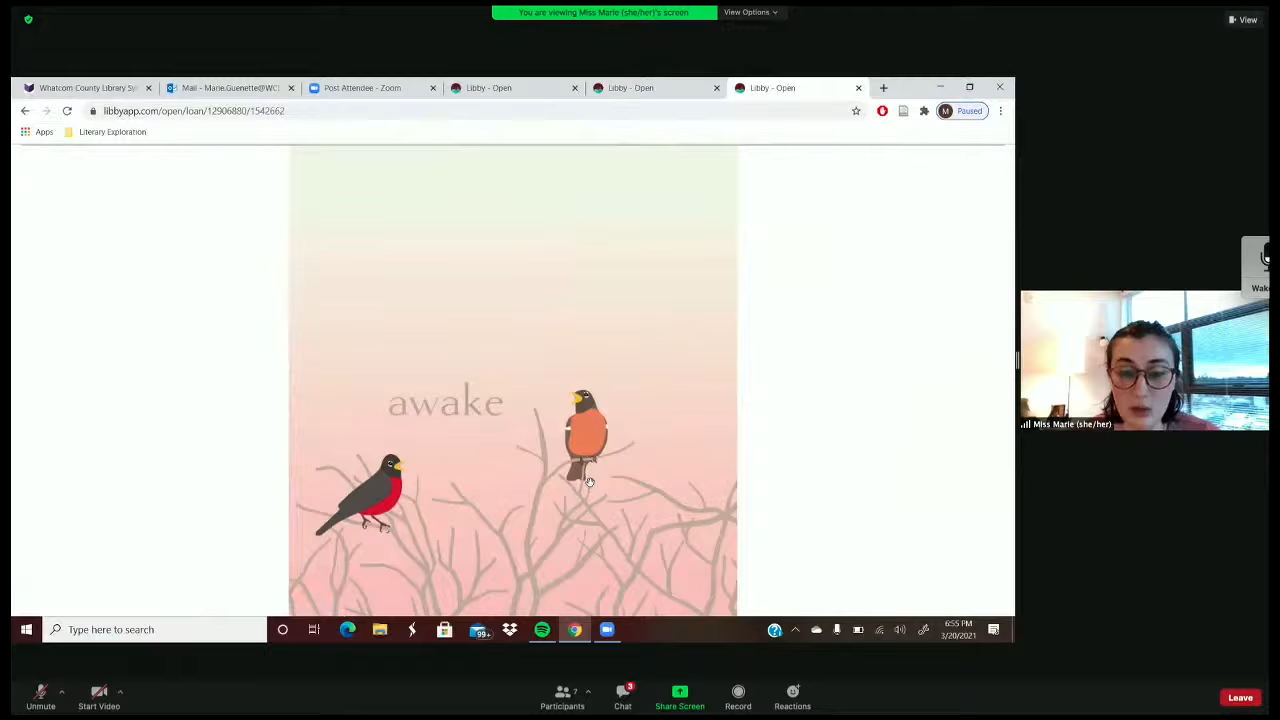 You are viewing Miss Marie (she/her)'s screen
View Options
View
Whatcom County Library Sy
Mail - Marie.Guenette@WC
Post Attendee - Zoom
Libby - Open
Libby - Open
Libby - Open
libbyapp.com/open/loan/12906880/1542662
M
Paused
Apps
Literary Exploration
awake
Miss Marie (she/her)
Type here to search
99+
6:55 PM
3/20/2021
Unmute
Start Video
Participants
7
Chat
3
Share Screen
Record
Reactions
Leave